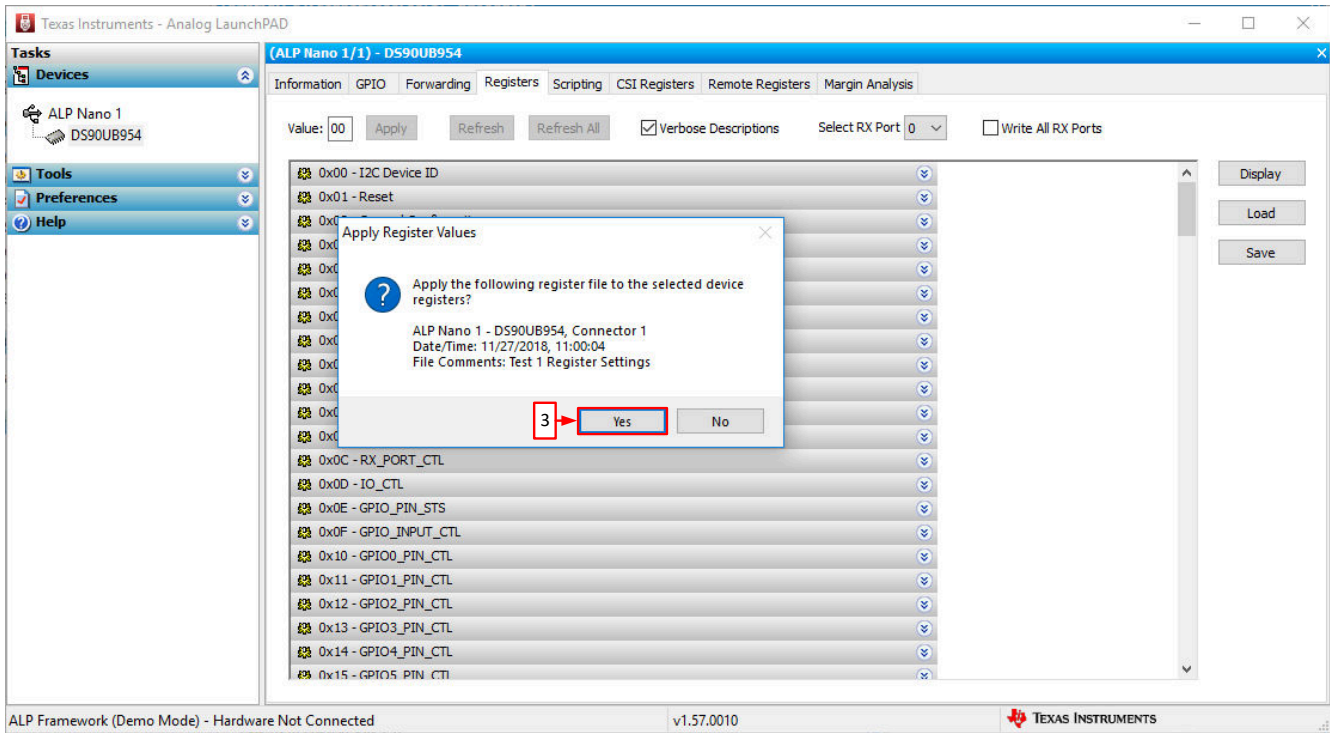 Texas Instruments - Analog LaunchPAD
Tasks
Devices
ALP Nano 1
DS90UB954
Tools
Preferences
Help
(ALP Nano 1/1) - DS90UB954
Information GPIO Forwarding Registers Scripting CSI Registers Remote Registers Margin Analysis
Value: 00 Apply Refresh Refresh All Verbose Descriptions Select RX Port 0 Write All RX Ports
0x00 - I2C Device ID
0x01 - Reset
Display
Load
Save
Apply Register Values
Apply the following register file to the selected device
registers?
ALP Nano 1 - DS90UB954, Connector 1
Date/Time: 11/27/2018, 11:00:04
File Comments: Test 1 Register Settings
3 Yes No
0x0C - RX_PORT_CTL
0x0D - IO_CTL
0x0E - GPIO_PIN_STS
0x0F - GPIO_INPUT_CTL
0x10 - GPIO0_PIN_CTL
0x11 - GPIO1_PIN_CTL
0x12 - GPIO2_PIN_CTL
0x13 - GPIO3_PIN_CTL
0x14 - GPIO4_PIN_CTL
0x15 - GPIO5_PIN_CTL
ALP Framework (Demo Mode) - Hardware Not Connected v1.57.0010 TEXAS INSTRUMENTS